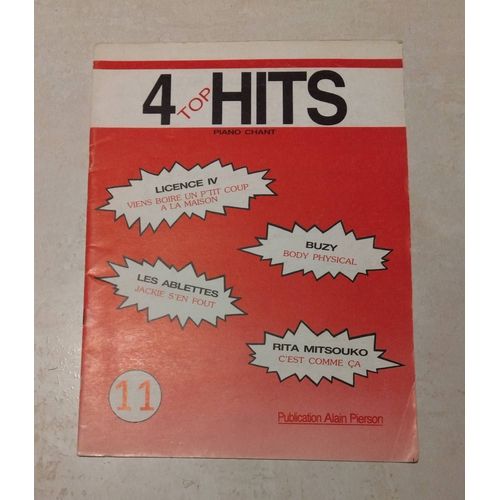 4 TOP HITS
PIANO CHANT
LICENCE IV
VIENS BOIRE UN P'TIT COUP
A LA MAISON
BUZY
BODY PHYSICAL
LES ABLETTES
JACKIE S'EN FOUT
RITA MITSOUKO
C'EST COMME ÇA
11
Publication Alain Pierson